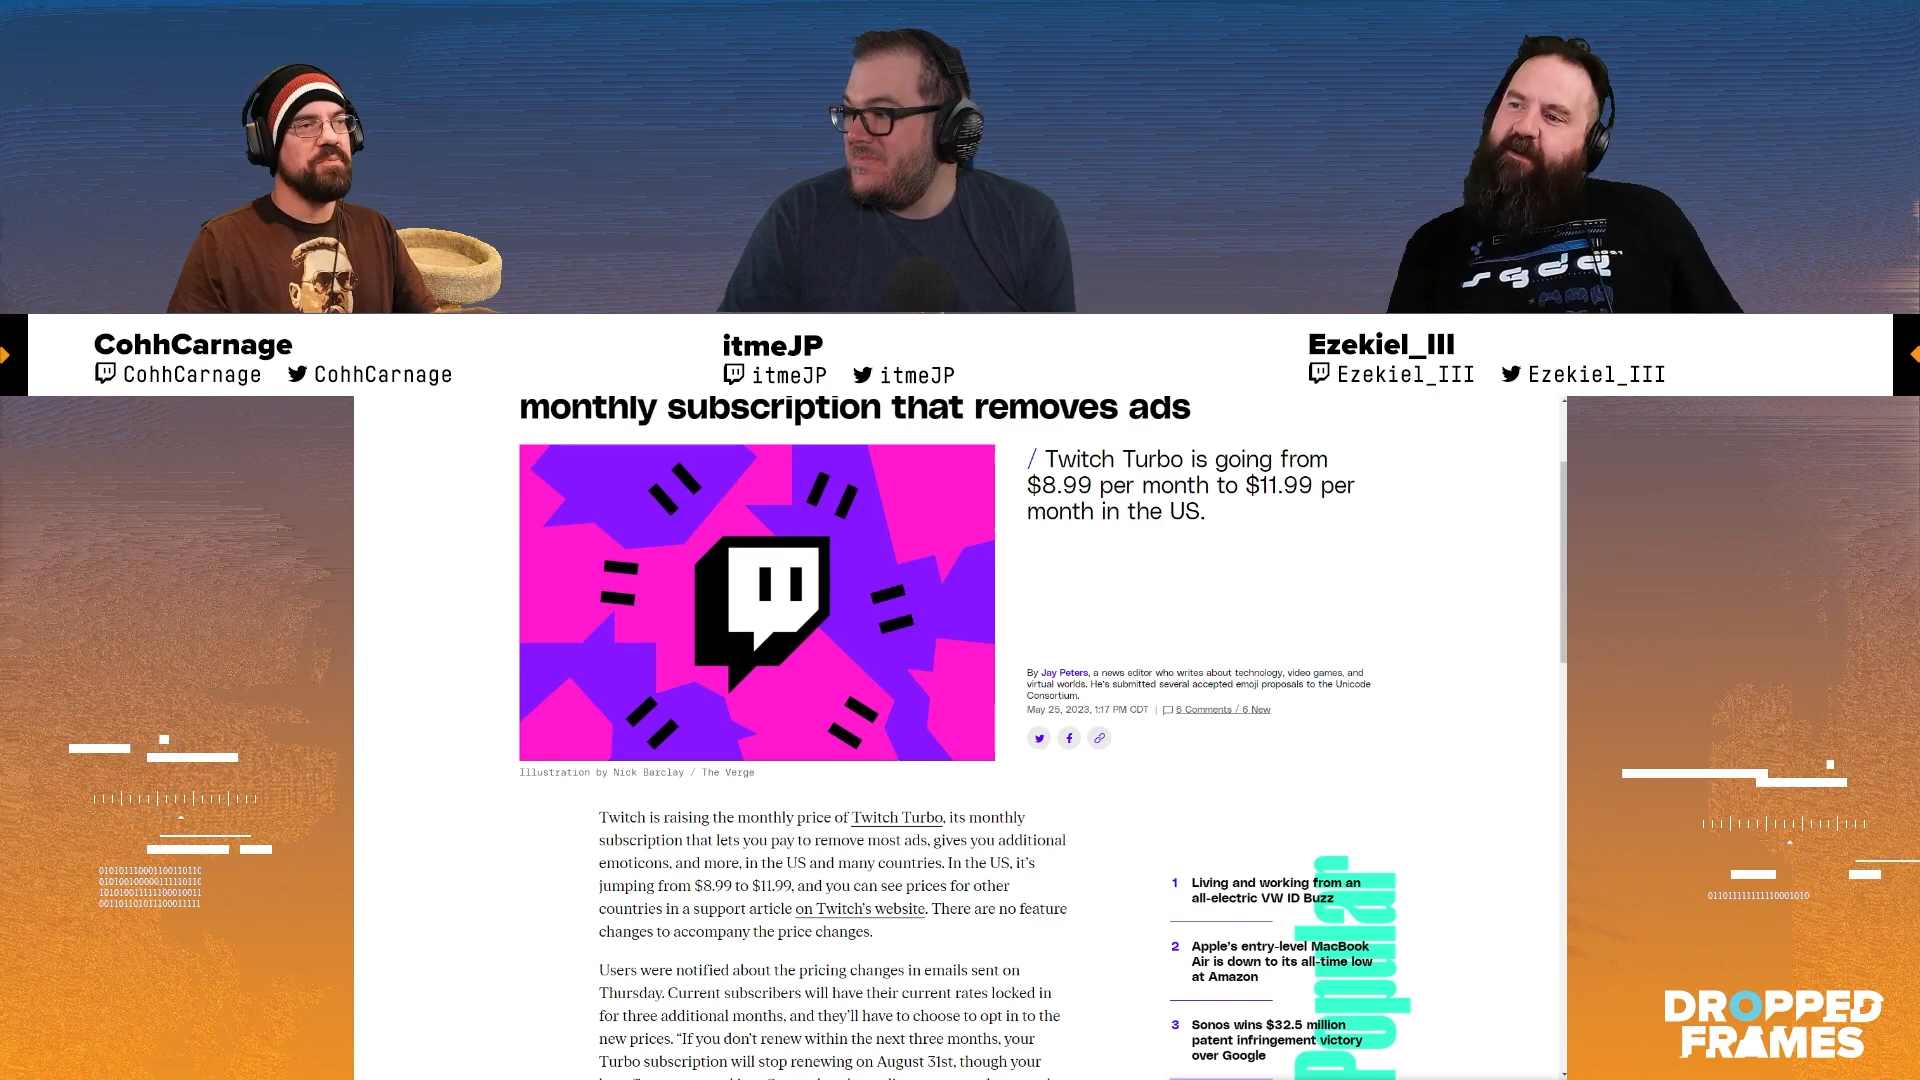 sgdq
CohhCarnage
CohhCarnage CohhCarnage
itmeJP
itmeJP itmeJP
Ezekiel_III
Ezekiel_III Ezekiel_III
monthly subscription that removes ads
/ Twitch Turbo is going from
$8.99 per month to $11.99 per
month in the US.
By Jay Peters, a news editor who writes about technology, video games, and
virtual worlds. He's submitted several accepted emoji proposals to the Unicode
Consortium.
May 25, 2023, 1:17 PM CDT | 6 Comments / 6 New
Illustration by Nick Barclay / The Verge
Twitch is raising the monthly price of Twitch Turbo, its monthly
subscription that lets you pay to remove most ads, gives you additional
emoticons, and more, in the US and many countries. In the US, it's
jumping from $8.99 to $11.99, and you can see prices for other
countries in a support article on Twitch's website. There are no feature
changes to accompany the price changes.
Users were notified about the pricing changes in emails sent on
Thursday. Current subscribers will have their current rates locked in
for three additional months, and they'll have to choose to opt in to the
new prices. “If you don't renew within the next three months, your
Turbo subscription will stop renewing on August 31st, though your
Popular
1 Living and working from an
all-electric VW ID Buzz
2 Apple's entry-level MacBook
Air is down to its all-time low
at Amazon
3 Sonos wins $32.5 million
patent infringement victory
over Google
DROPPED
FRAMES